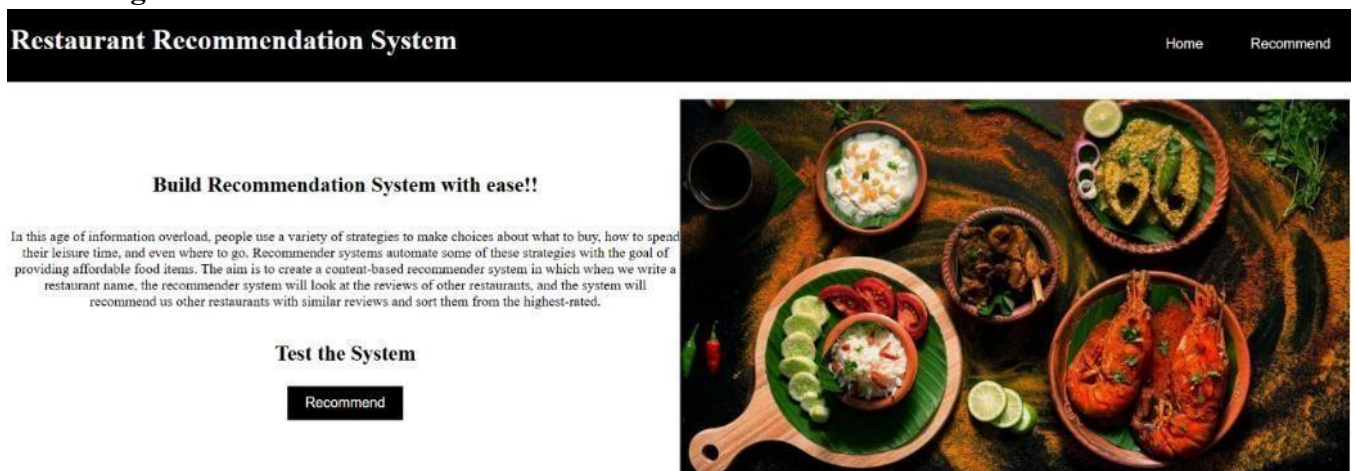 Restaurant Recommendation System
Home
Recommend
Build Recommendation System with ease!!
In this age of information overload, people use a variety of strategies to make choices about what to buy, how to spend
their leisure time, and even where to go. Recommender systems automate some of these strategies with the goal of
providing affordable food items. The aim is to create a content-based recommender system in which when we write a
restaurant name, the recommender system will look at the reviews of other restaurants, and the system will
recommend us other restaurants with similar reviews and sort them from the highest-rated.
Test the System
Recommend